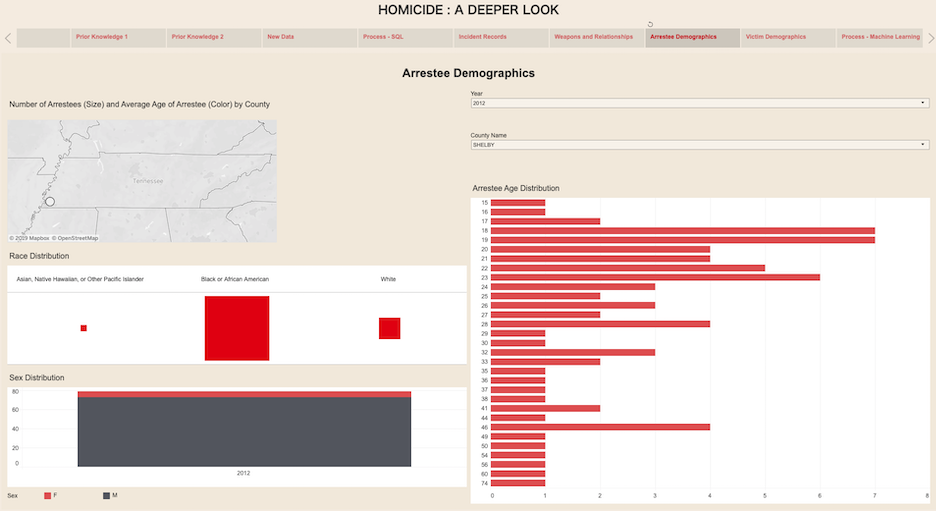 HOMICIDE : A DEEPER LOOK
Prior Knowledge 1
Prior Knowledge 2
New Data
Process - SQL
Incident Records
Weapons and Relationships
Arrestee Demographics
Victim Demographics
Process - Machine Learning
Arrestee Demographics
Number of Arrestees (Size) and Average Age of Arrestee (Color) by County
Tennessee
© 2019 Mapbox © OpenStreetMap
Year
2012
County Name
SHELBY
Race Distribution
Asian, Native Hawaiian, or Other Pacific Islander
Black or African American
White
Sex Distribution
80
60
40
20
0
2012
Sex
F
M
Arrestee Age Distribution
15
16
17
18
19
20
21
22
23
24
25
26
27
28
29
30
32
33
35
36
37
38
41
44
46
49
50
54
56
60
74
0 1 2 3 4 5 6 7 8